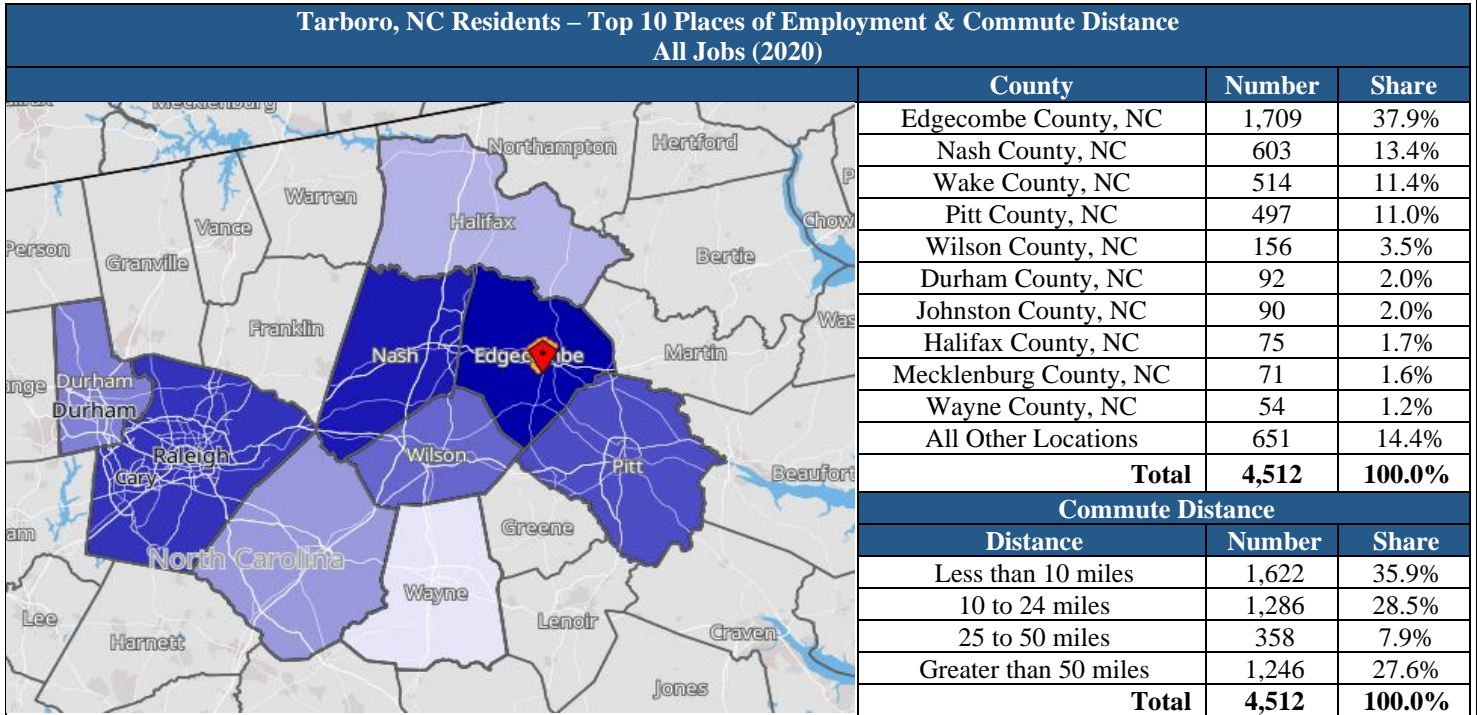 Tarboro, NC Residents – Top 10 Places of Employment & Commute Distance
All Jobs (2020)
County Number Share
Edgecombe County, NC 1,709 37.9%
Nash County, NC 603 13.4%
Wake County, NC 514 11.4%
Pitt County, NC 497 11.0%
Wilson County, NC 156 3.5%
Durham County, NC 92 2.0%
Johnston County, NC 90 2.0%
Halifax County, NC 75 1.7%
Mecklenburg County, NC 71 1.6%
Wayne County, NC 54 1.2%
All Other Locations 651 14.4%
Total 4,512 100.0%
Commute Distance
Distance Number Share
Less than 10 miles 1,622 35.9%
10 to 24 miles 1,286 28.5%
25 to 50 miles 358 7.9%
Greater than 50 miles 1,246 27.6%
Total 4,512 100.0%
Mecklenburg
Northampton
Hertford
Warren
Halifax
Vance
Chow
Person
Granville
Bertie
Franklin
Nash
Was
Martin
ange
Durham
Durham
Raleigh
Cary
Wilson
Pitt
Beaufort
Greene
am
North Carolina
Wayne
Lee
Harnett
Lenoir
Craven
Jones